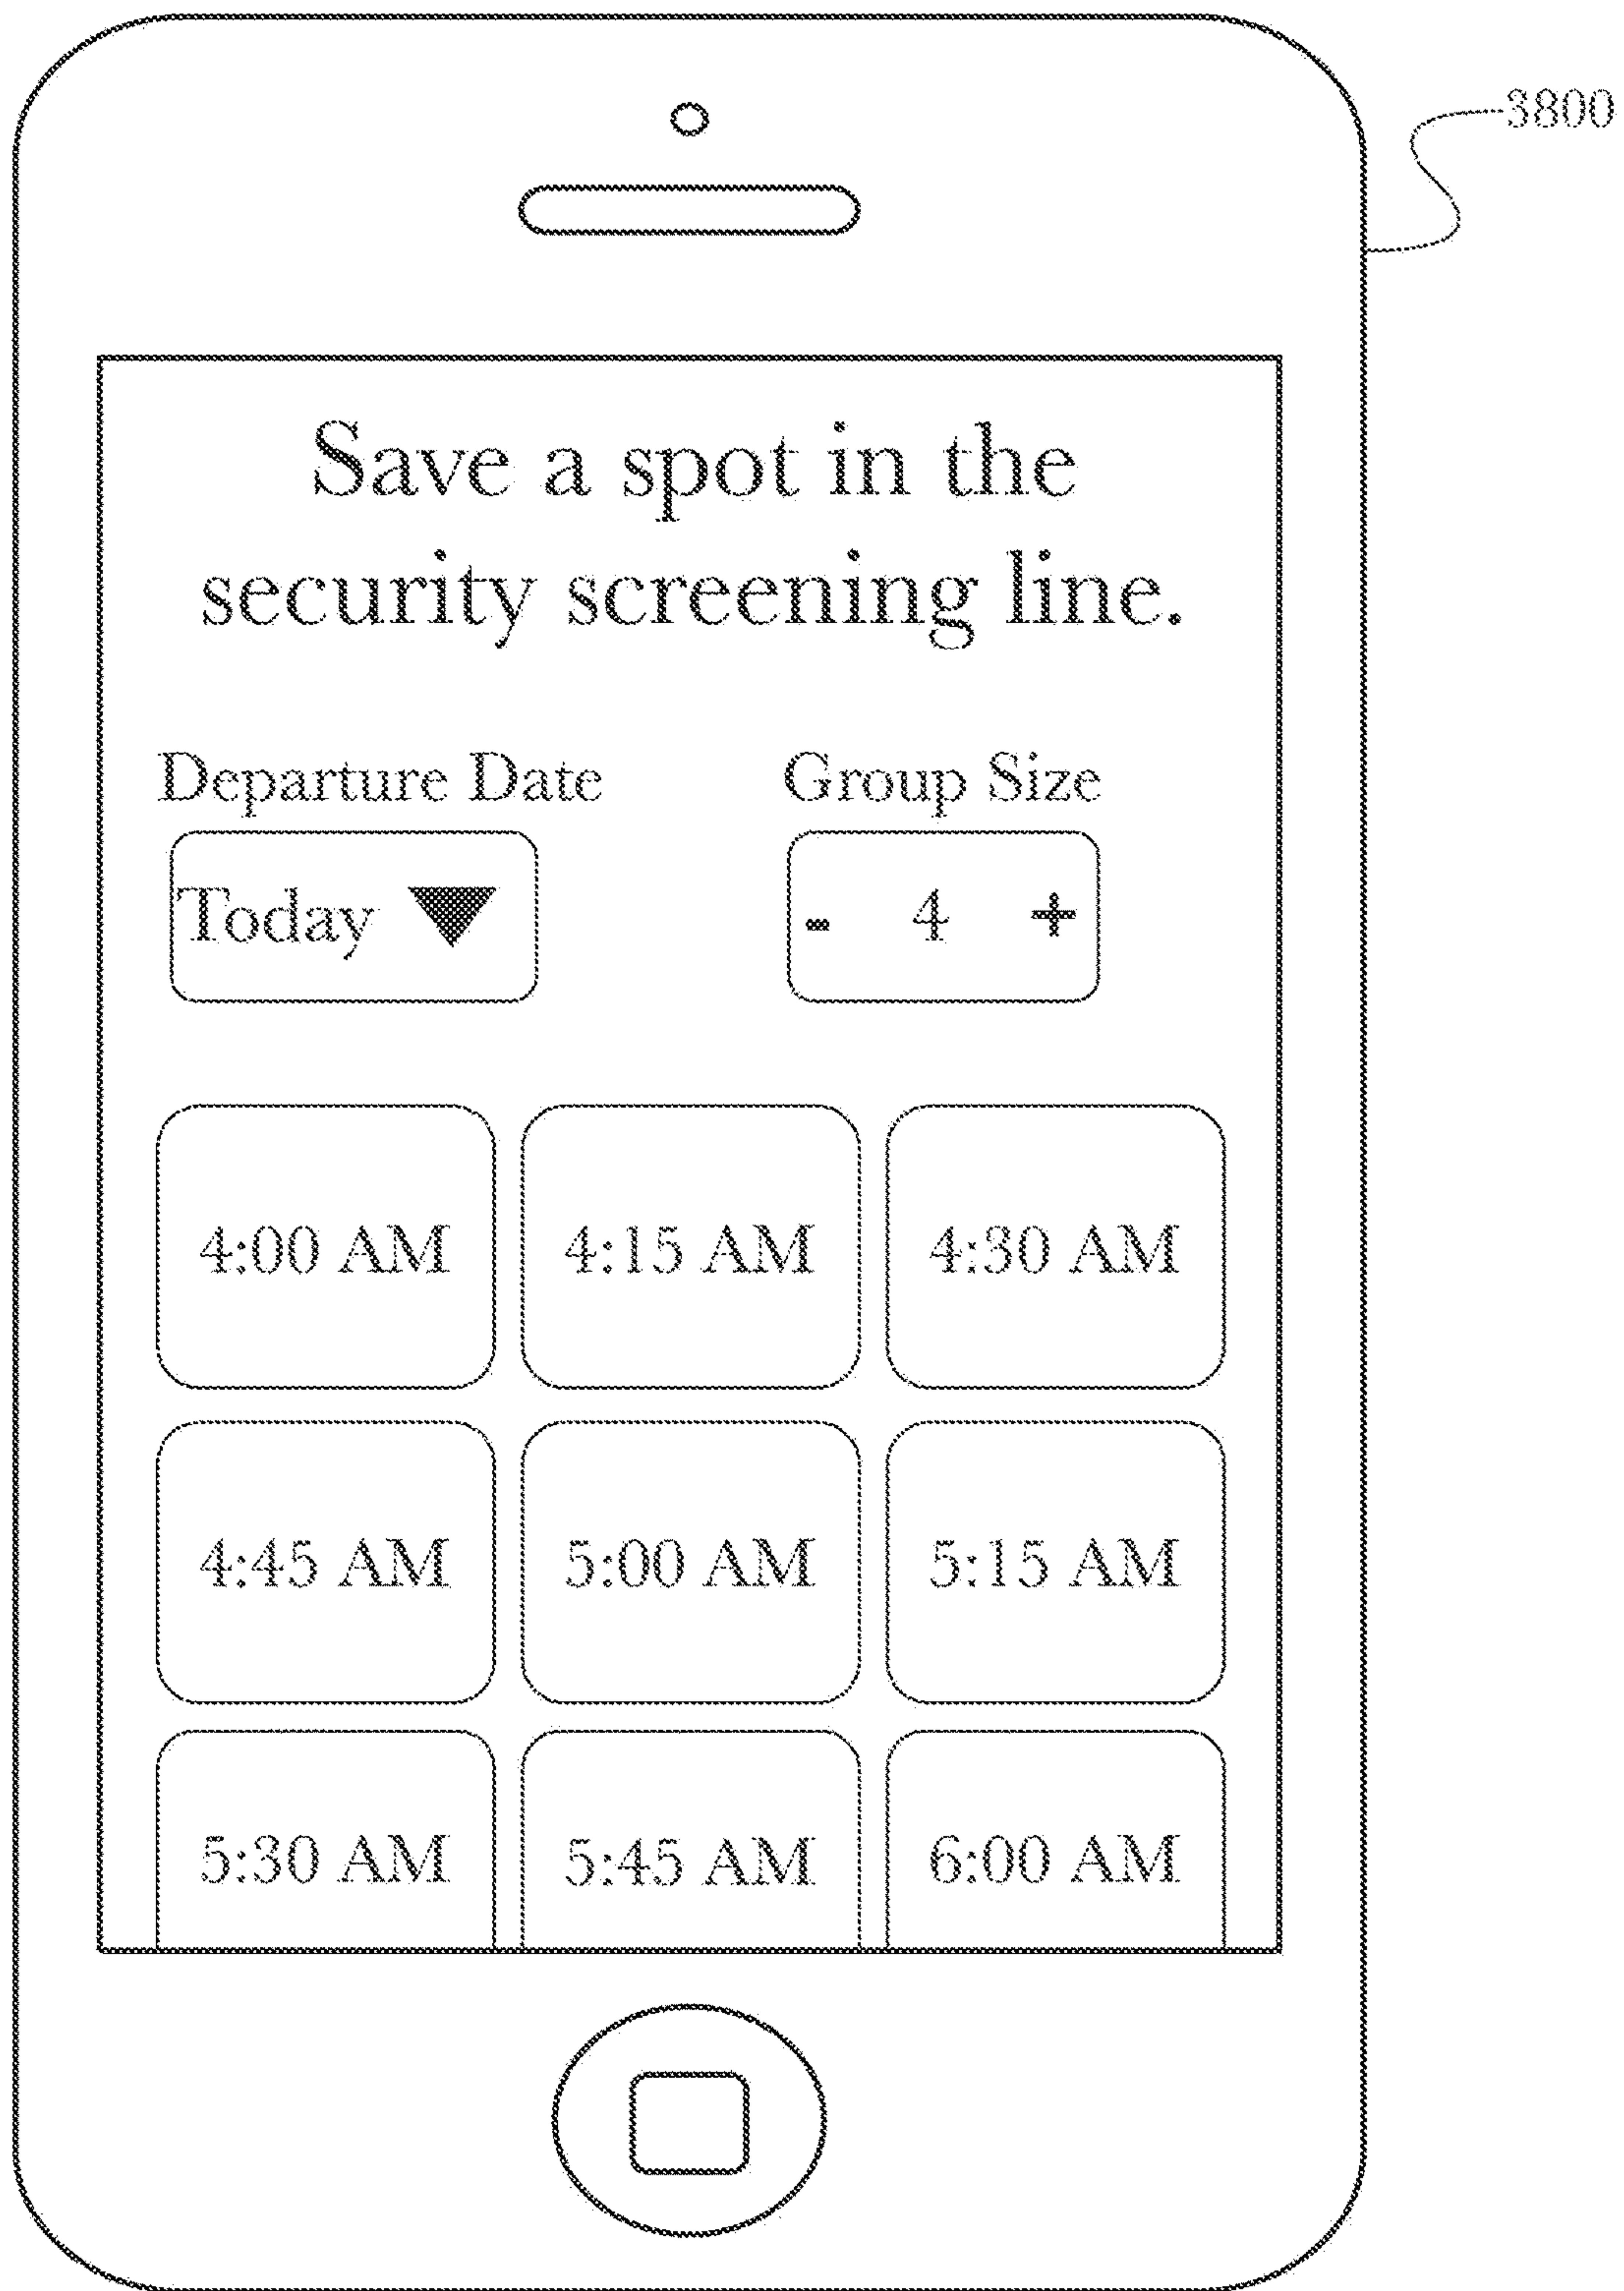 3800
Save a spot in the
security screening line.
Departure Date Group Size
Today - 4 +
4:00 AM 4:15 AM 4:30 AM
4:45 AM 5:00 AM 5:15 AM
5:30 AM 5:45 AM 6:00 AM